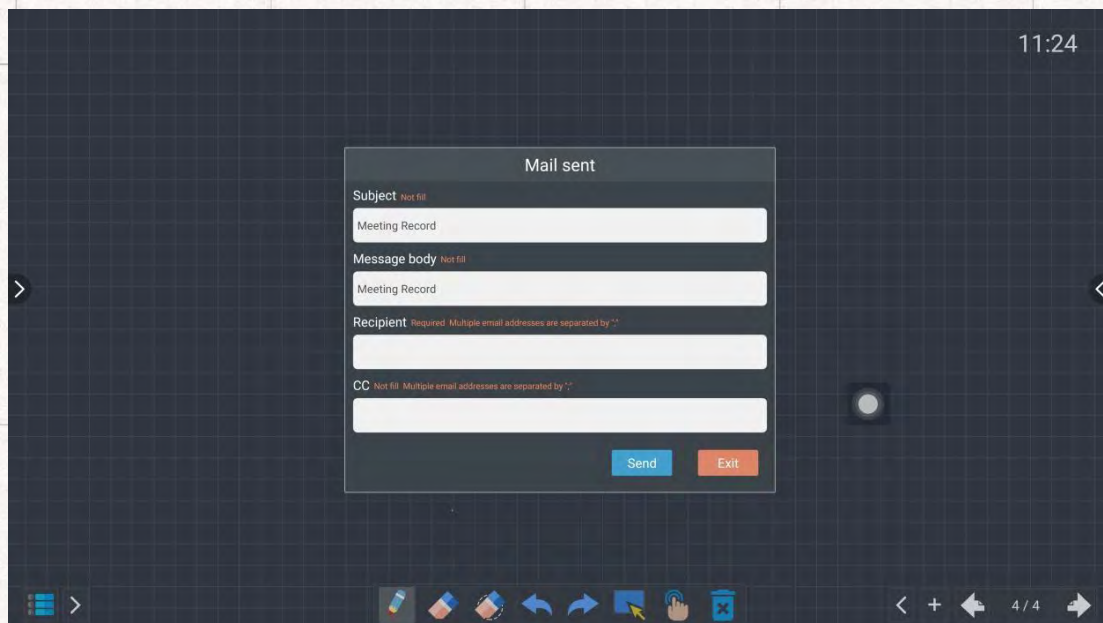 11:24
Mail sent
Subject Not fill
Meeting Record
Message body Not fill
Meeting Record
Recipient Required Multiple email addresses are separated by ";"
CC Not fill Multiple email addresses are separated by ";"
Send Exit
4 / 4